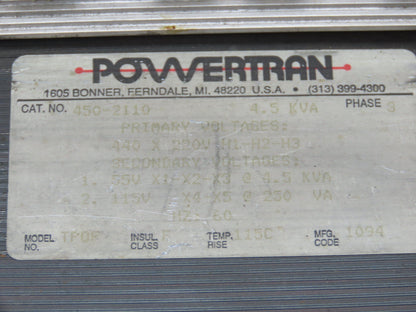 POWERTRAN
1605 BONNER, FERNDALE, MI. 48220 U.S.A. • (313) 399-4300
CAT. NO. 45C-2110 4.5 KVA PHASE 3
PRIMARY VOLTAGES:
440 X 220V H1-H2-H3
SECONDARY VOLTAGES:
1. 55V X1-X2-X3 @ 4.5 KVA
2. 115V X4-X5 @ 250 VA
HZ: 60
MODEL NO. INSUL. CLASS TEMP. RISE 115C MFG. CODE 1094